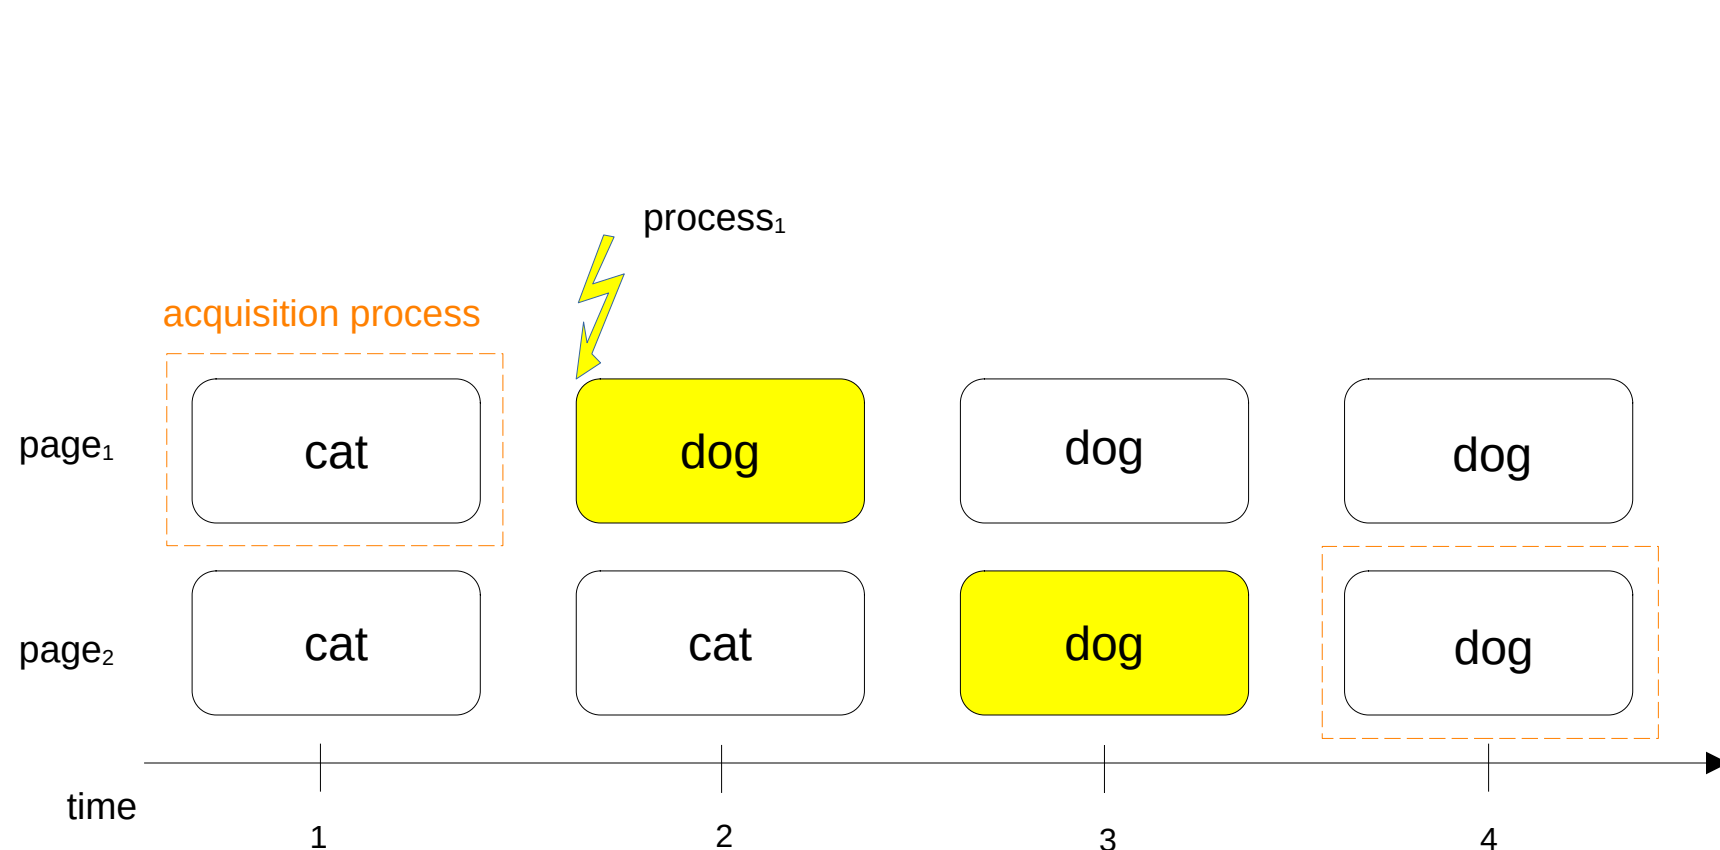 process₁
acquisition process
page₁ cat dog dog dog
page₂ cat cat dog dog
time
1 2 3 4